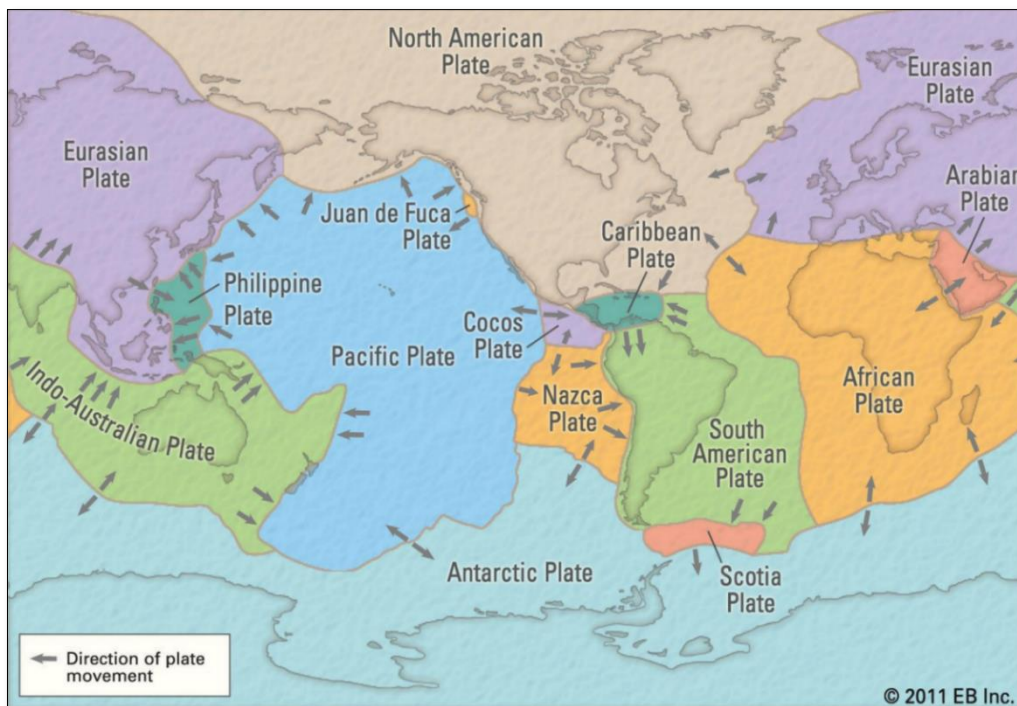 North American
Plate
Eurasian
Plate
Eurasian
Plate
Arabian
Plate
Juan de Fuca
Plate
Caribbean
Plate
Philippine
Plate
Cocos
Plate
Pacific Plate
Indo-Australian Plate
Nazca
Plate
African
Plate
South
American
Plate
Antarctic Plate
Scotia
Plate
Direction of plate
movement
© 2011 EB Inc.